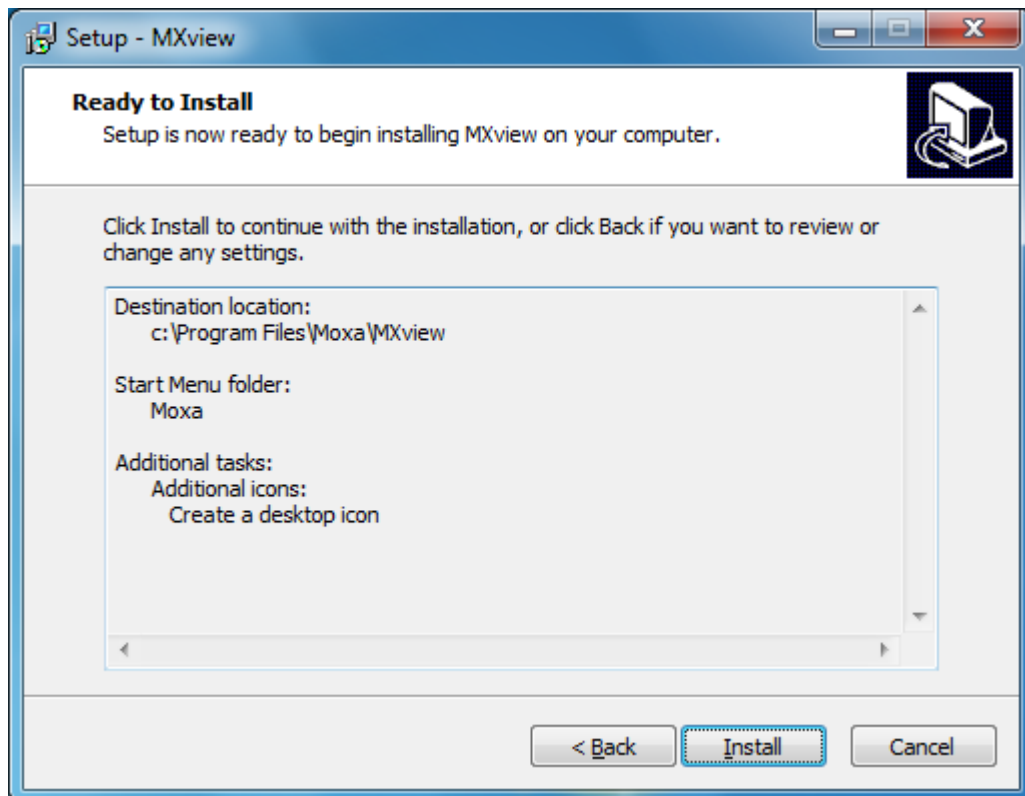 Setup - MXview
Ready to Install
Setup is now ready to begin installing MXview on your computer.
Click Install to continue with the installation, or click Back if you want to review or
change any settings.
Destination location:
c:\Program Files\Moxa\MXview
Start Menu folder:
Moxa
Additional tasks:
Additional icons:
Create a desktop icon
< Back
Install
Cancel